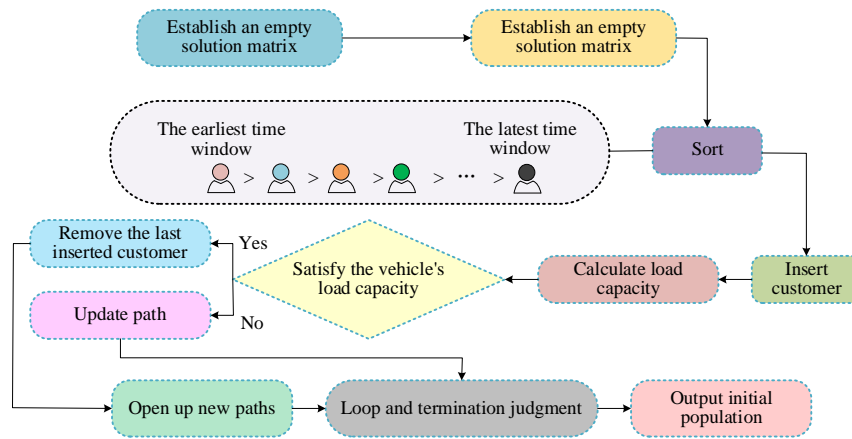 Establish an empty
solution matrix
Establish an empty
solution matrix
The earliest time
window
The latest time
window
> > > > ··· >
Sort
Remove the last
inserted customer
Yes
Satisfy the vehicle's
load capacity
Calculate load
capacity
Insert
customer
Update path
No
Open up new paths
Loop and termination judgment
Output initial
population